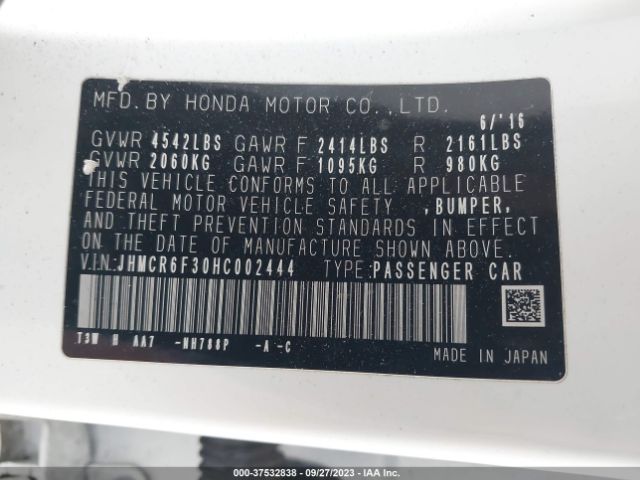 MFD. BY HONDA MOTOR CO., LTD.
6/'16
GVWR 4542LBS GAWR F 2414LBS R 2161LBS
GVWR 2060KG GAWR F 1095KG R 980KG
THIS VEHICLE CONFORMS TO ALL APPLICABLE
FEDERAL MOTOR VEHICLE SAFETY ,BUMPER,
AND THEFT PREVENTION STANDARDS IN EFFECT
ON THE DATE OF MANUFACTURE SHOWN ABOVE.
V.I.N:JHMCR6F30HC002444 TYPE:PASSENGER CAR
T3W H AA7 -NH788P -A -C
MADE IN JAPAN
000-37532838 - 09/27/2023 - IAA Inc.